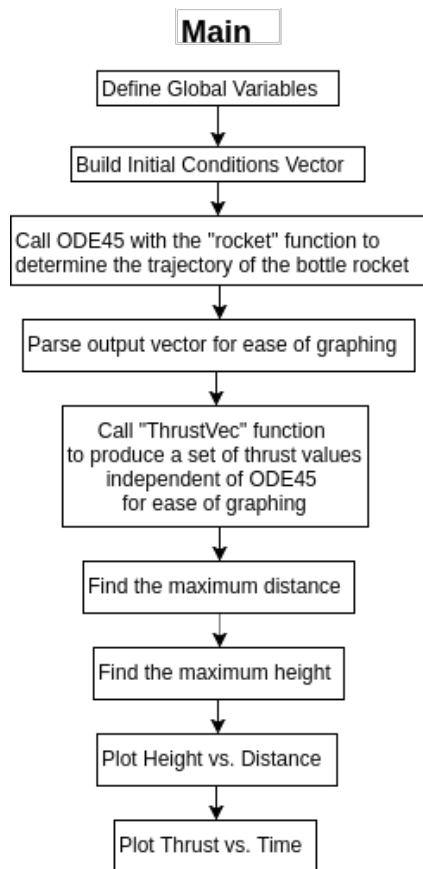 Main
Define Global Variables
Build Initial Conditions Vector
Call ODE45 with the "rocket" function to
determine the trajectory of the bottle rocket
Parse output vector for ease of graphing
Call "ThrustVec" function
to produce a set of thrust values
independent of ODE45
for ease of graphing
Find the maximum distance
Find the maximum height
Plot Height vs. Distance
Plot Thrust vs. Time